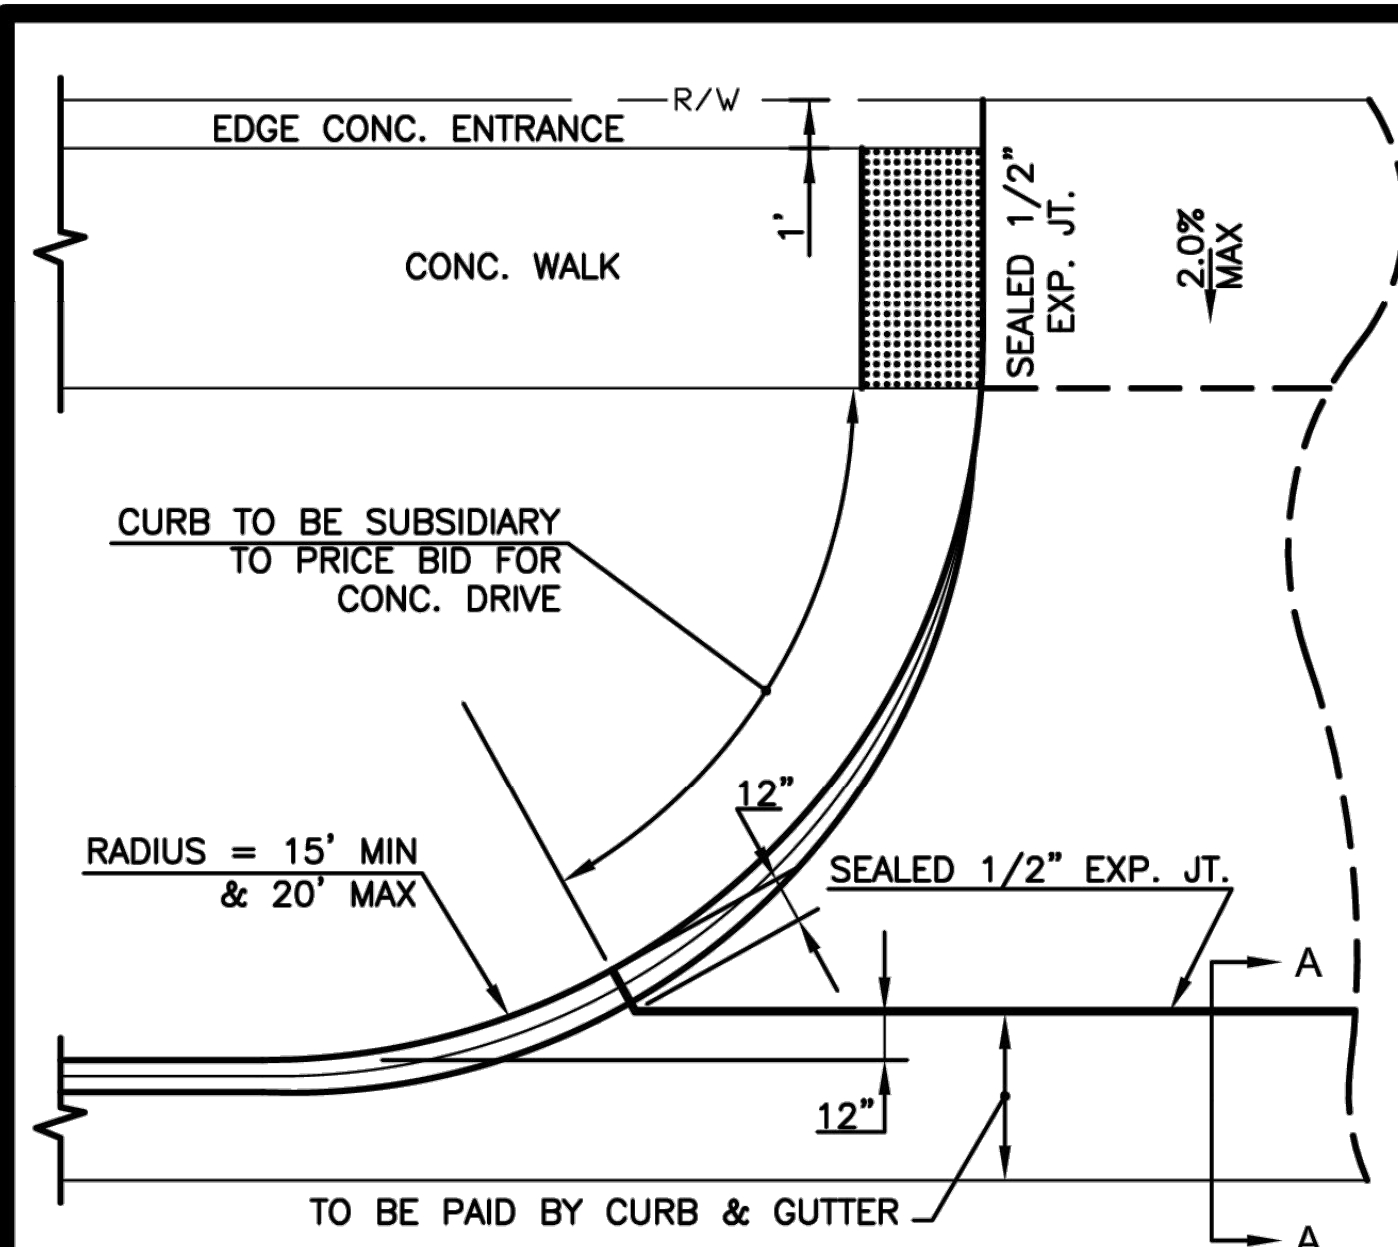 R/W
EDGE CONC. ENTRANCE
1'
SEALED 1/2"
EXP. JT.
2.0%
MAX
CONC. WALK
CURB TO BE SUBSIDIARY
TO PRICE BID FOR
CONC. DRIVE
12"
RADIUS = 15' MIN
& 20' MAX
SEALED 1/2" EXP. JT.
A
12"
TO BE PAID BY CURB & GUTTER
A